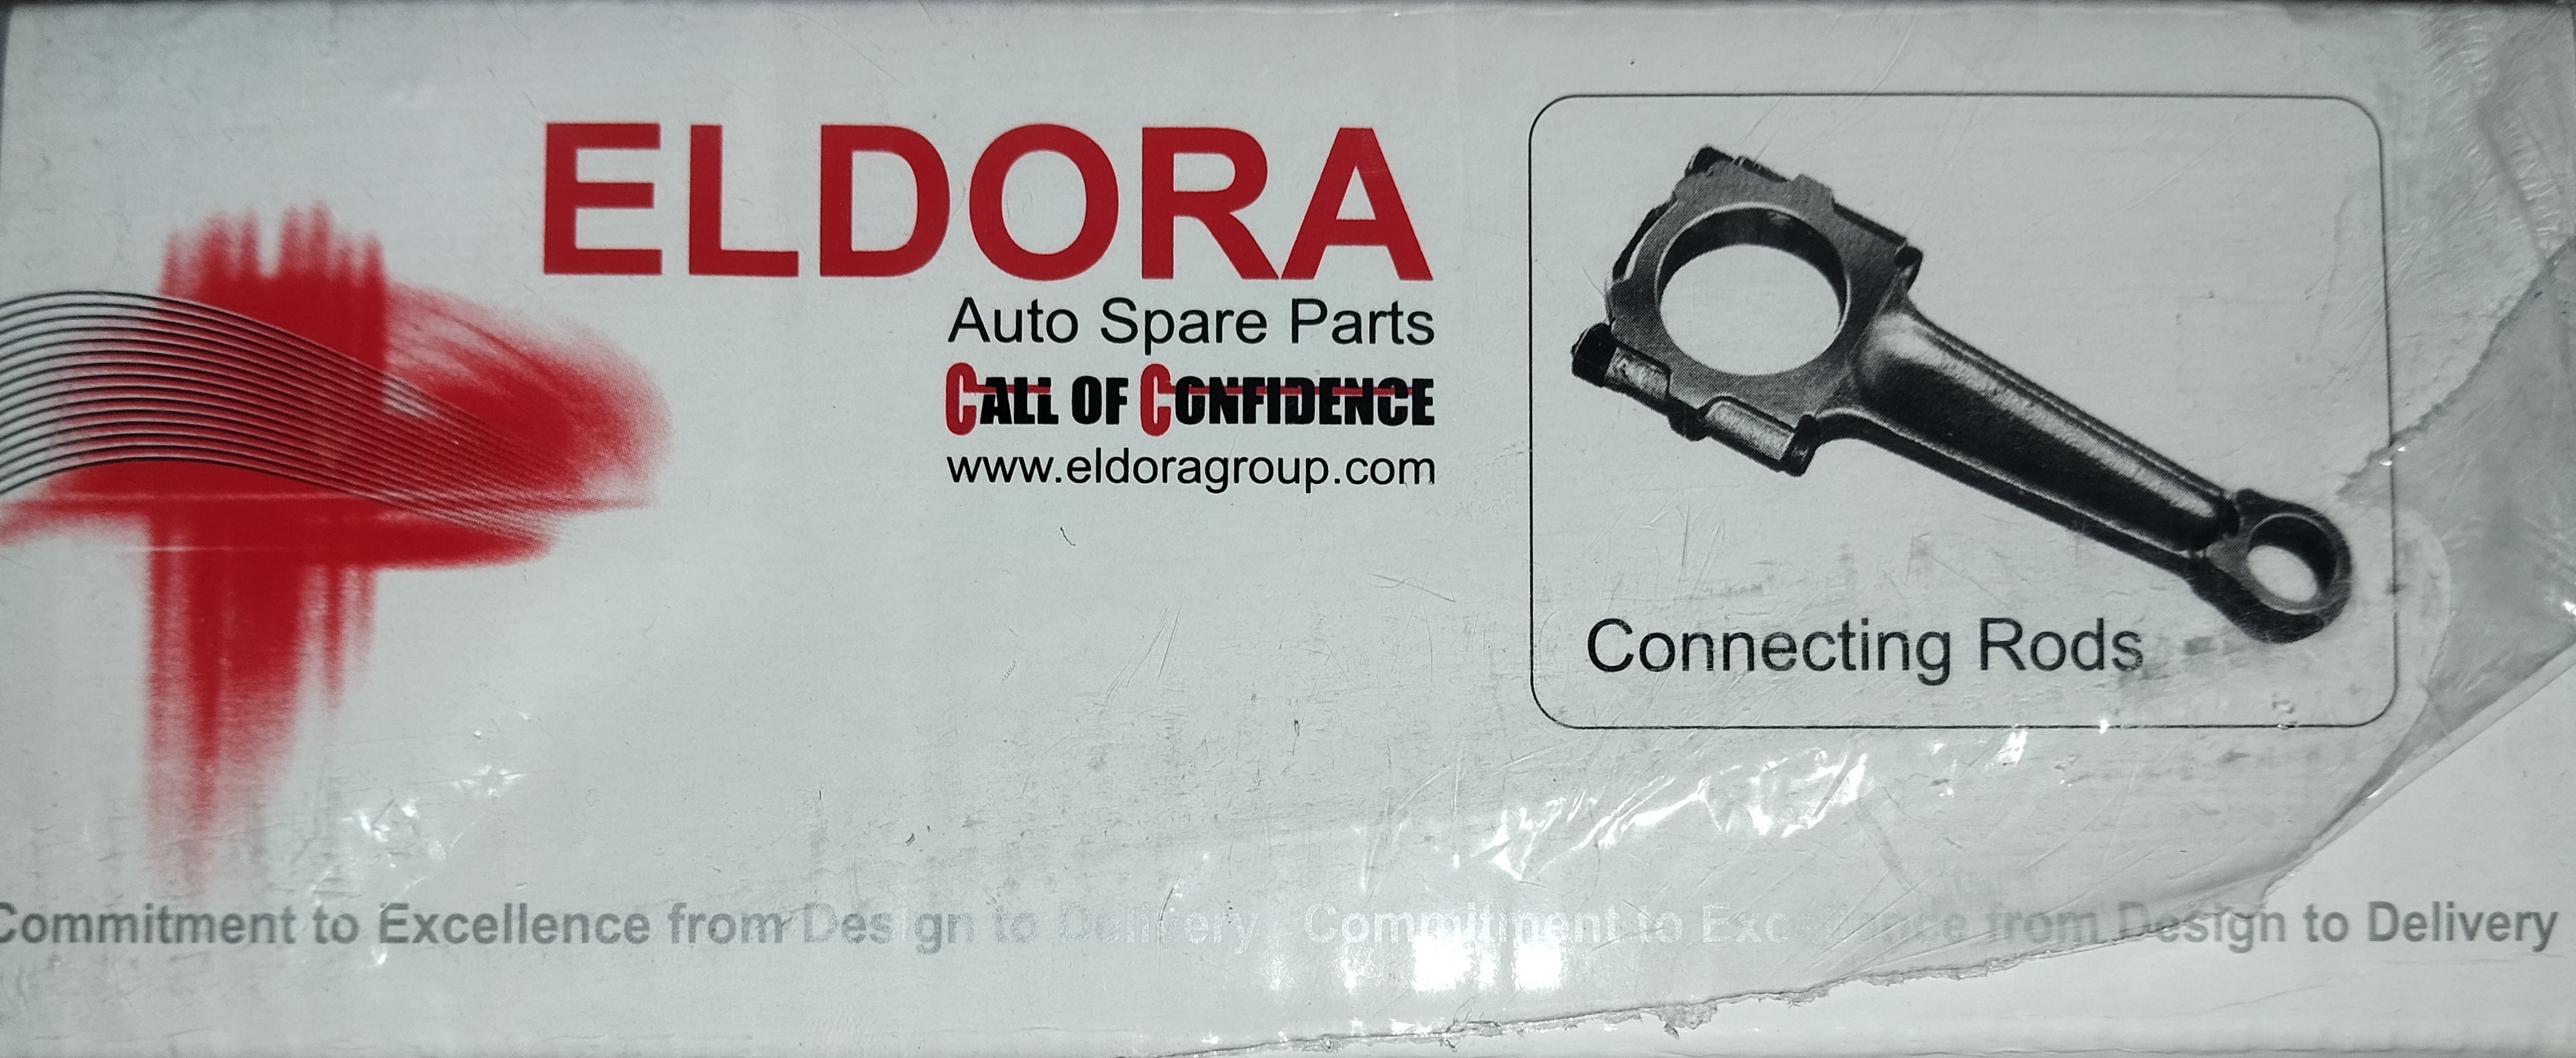 ELDORA
Auto Spare Parts
CALL OF CONFIDENCE
www.eldoragroup.com
Connecting Rods
Commitment to Excellence from Design to Delivery Commitment to Excellence from Design to Delivery